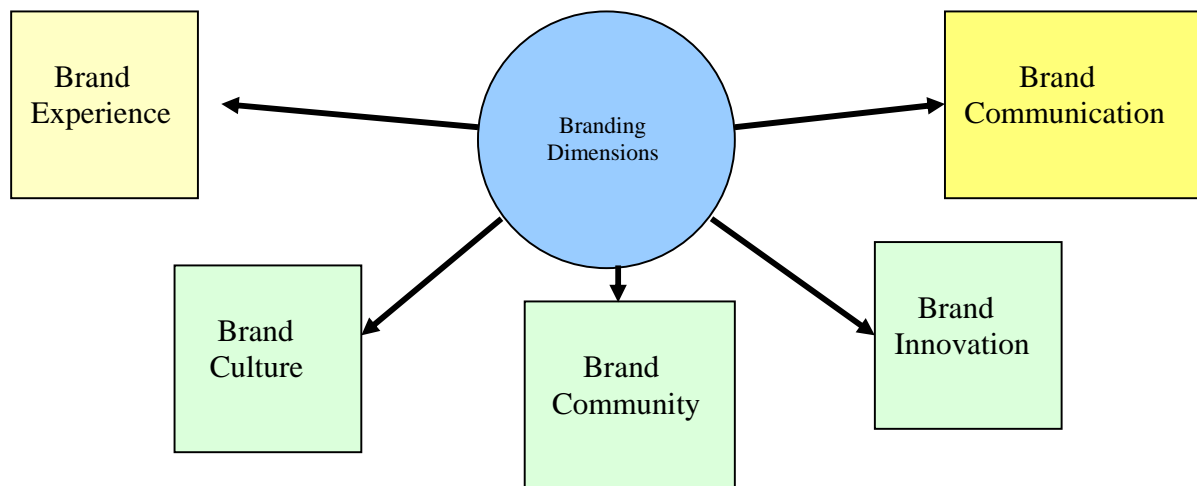 Brand
Experience
Branding
Dimensions
Brand
Communication
Brand
Culture
Brand
Community
Brand
Innovation